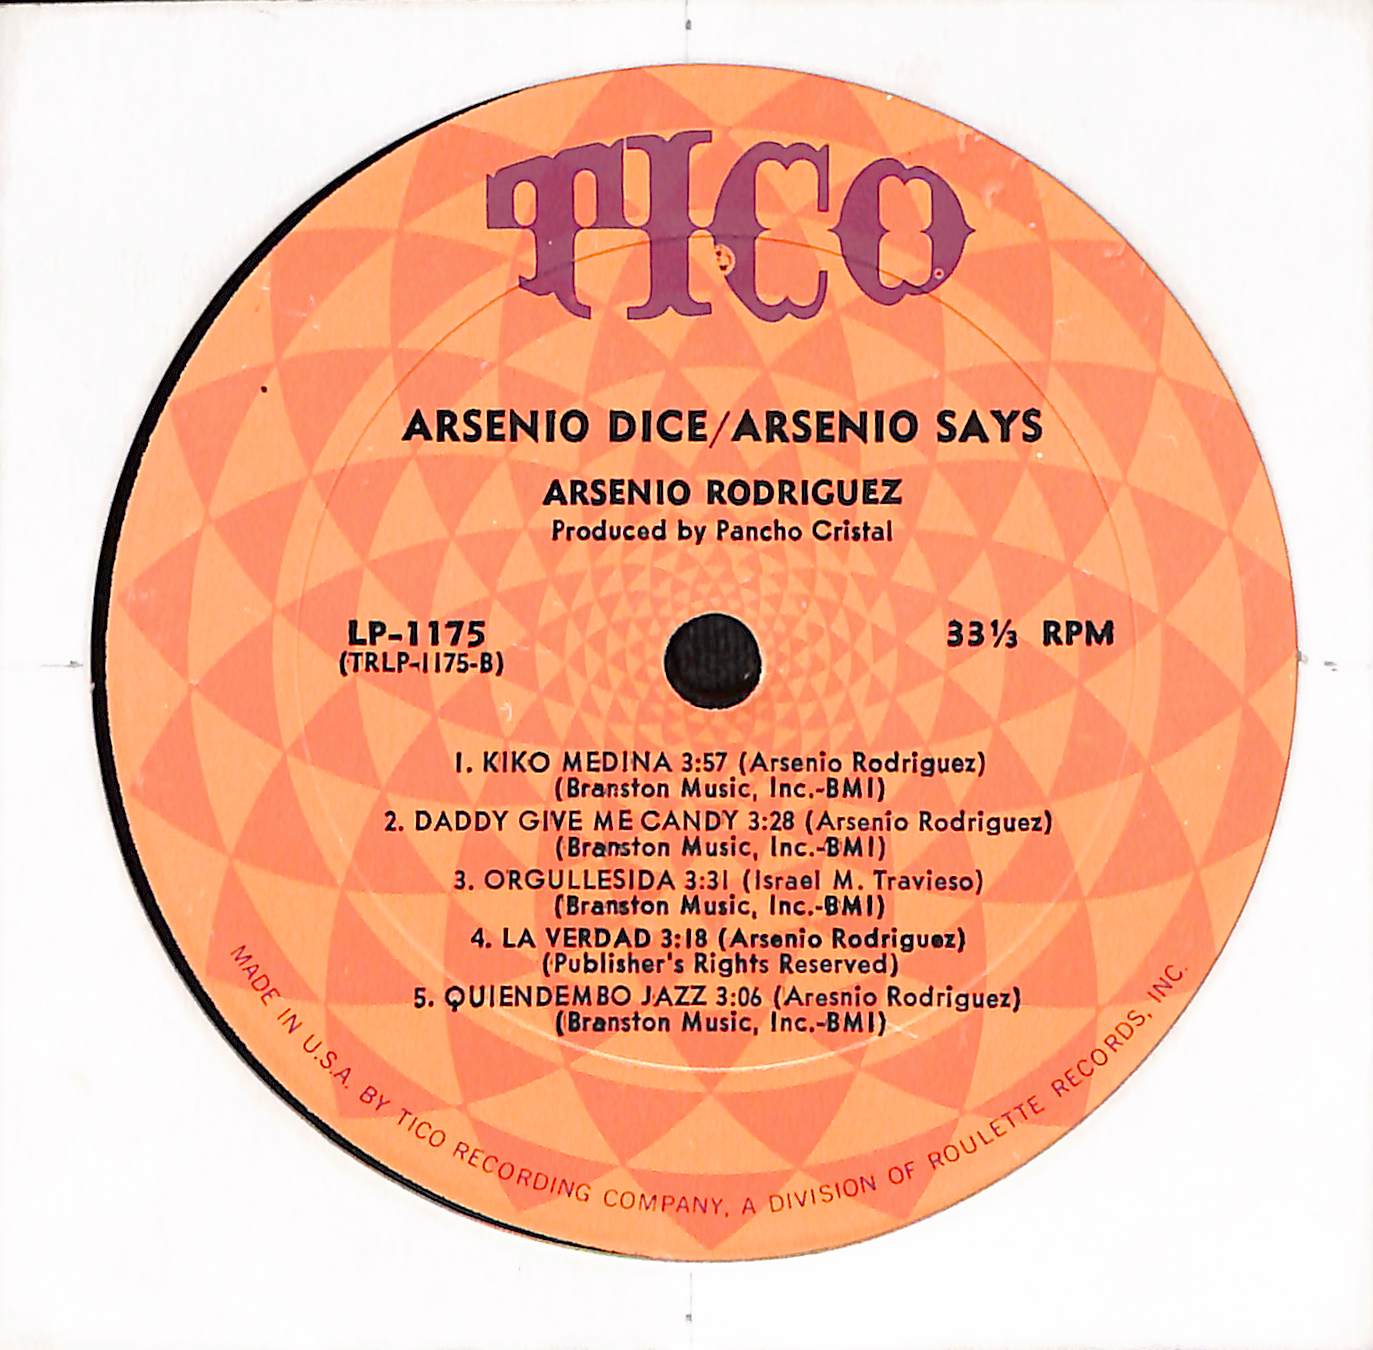 TICO
ARSENIO DICE/ARSENIO SAYS
ARSENIO RODRIGUEZ
Produced by Pancho Cristal
LP-1175
(TRLP-1175-B)
33⅓ RPM
1. KIKO MEDINA 3:57 (Arsenio Rodriguez)
(Branston Music, Inc.-BMI)
2. DADDY GIVE ME CANDY 3:28 (Arsenio Rodriguez)
(Branston Music, Inc.-BMI)
3. ORGULLESIDA 3:31 (Israel M. Travieso)
(Branston Music, Inc.-BMI)
4. LA VERDAD 3:18 (Arsenio Rodriguez)
(Publisher's Rights Reserved)
5. QUIENDEMBO JAZZ 3:06 (Aresnio Rodriguez)
(Branston Music, Inc.-BMI)
MADE IN U.S.A. BY TICO RECORDING COMPANY, A DIVISION OF ROULETTE RECORDS, INC.